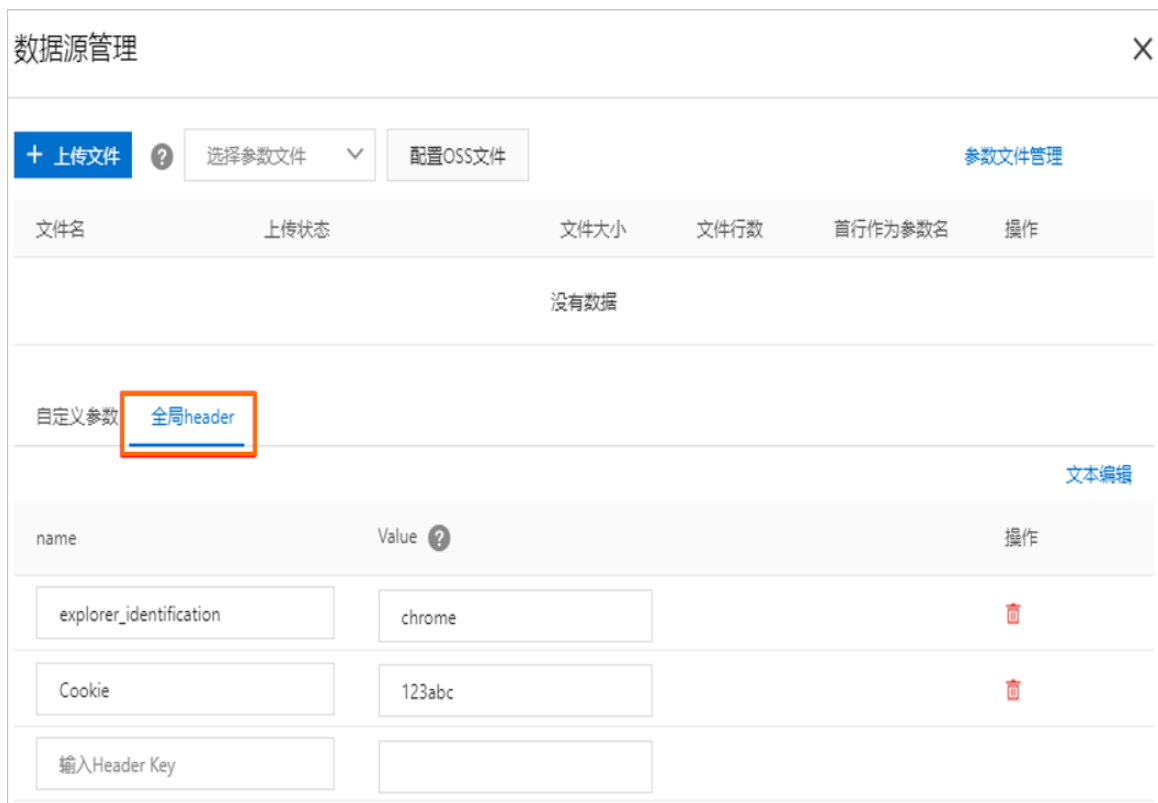 数据源管理
+ 上传文件 ? 选择参数文件 配置OSS文件 参数文件管理
文件名 上传状态 文件大小 文件行数 首行作为参数名 操作
没有数据
自定义参数 全局header
文本编辑
name Value ? 操作
explorer_identification chrome
Cookie 123abc
输入Header Key